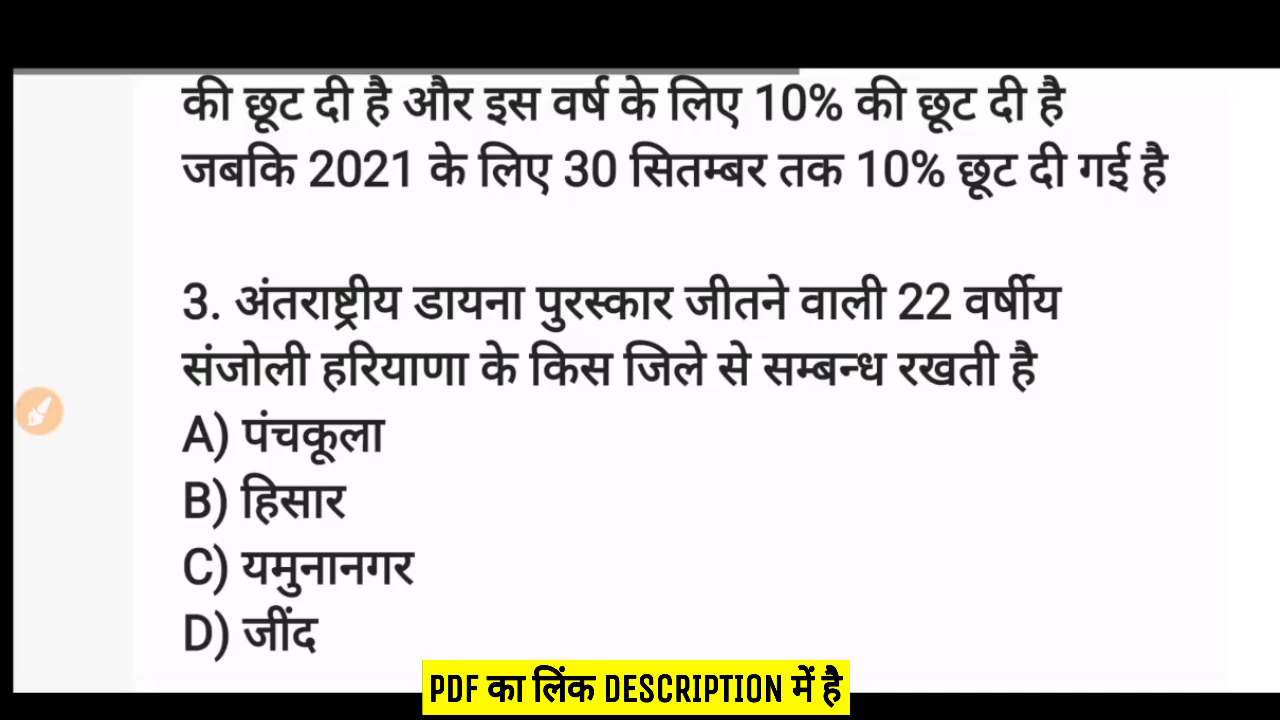 की छूट दी है और इस वर्ष के लिए 10% की छूट दी है
जबकि 2021 के लिए 30 सितम्बर तक 10% छूट दी गई है
3. अंतराष्ट्रीय डायना पुरस्कार जीतने वाली 22 वर्षीय
संजोली हरियाणा के किस जिले से सम्बन्ध रखती है
A) पंचकूला
B) हिसार
C) यमुनानगर
D) जींद
PDF का लिंक DESCRIPTION में है